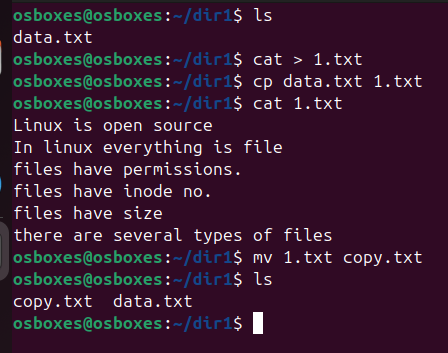 osboxes@osboxes:~/dir1$ ls
data.txt
osboxes@osboxes:~/dir1$ cat > 1.txt
osboxes@osboxes:~/dir1$ cp data.txt 1.txt
osboxes@osboxes:~/dir1$ cat 1.txt
Linux is open source
In linux everything is file
files have permissions.
files have inode no.
files have size
there are several types of files
osboxes@osboxes:~/dir1$ mv 1.txt copy.txt
osboxes@osboxes:~/dir1$ ls
copy.txt  data.txt
osboxes@osboxes:~/dir1$